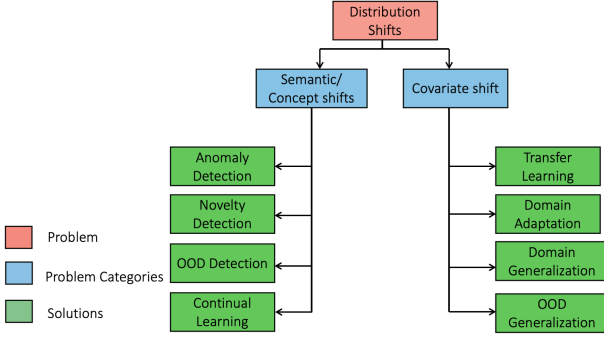 Distribution
Shifts
Semantic/
Concept shifts
Covariate shift
Anomaly
Detection
Novelty
Detection
OOD Detection
Continual
Learning
Transfer
Learning
Domain
Adaptation
Domain
Generalization
OOD
Generalization
Problem
Problem Categories
Solutions